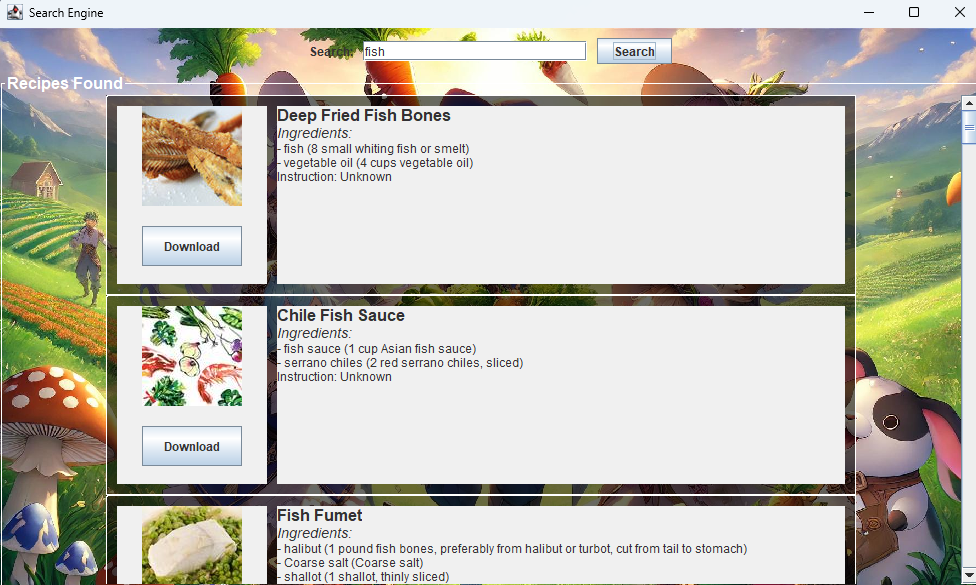 Search Engine
Search: fish Search
Recipes Found
Deep Fried Fish Bones
Ingredients:
- fish (8 small whiting fish or smelt)
- vegetable oil (4 cups vegetable oil)
Instruction: Unknown
Download
Chile Fish Sauce
Ingredients:
- fish sauce (1 cup Asian fish sauce)
- serrano chiles (2 red serrano chiles, sliced)
Instruction: Unknown
Download
Fish Fumet
Ingredients:
- halibut (1 pound fish bones, preferably from halibut or turbot, cut from tail to stomach)
- Coarse salt (Coarse salt)
- shallot (1 shallot, thinly sliced)